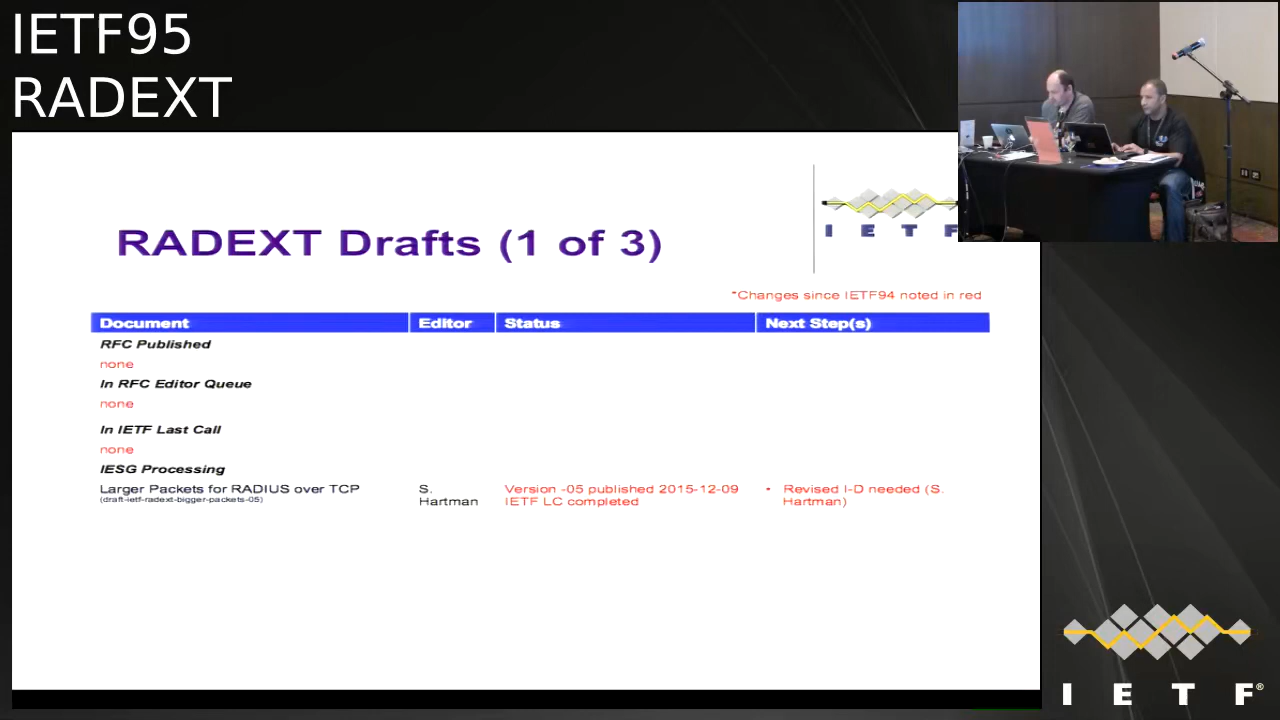 IETF95
RADEXT
I E T F
RADEXT Drafts (1 of 3)
*Changes since IETF94 noted in red
Document Editor Status Next Step(s)
RFC Published
none
In RFC Editor Queue
none
In IETF Last Call
none
IESG Processing
Larger Packets for RADIUS over TCP S. Version -05 published 2015-12-09 • Revised I-D needed (S.
(draft-ietf-radext-bigger-packets-05) Hartman IETF LC completed Hartman)
I E T F®